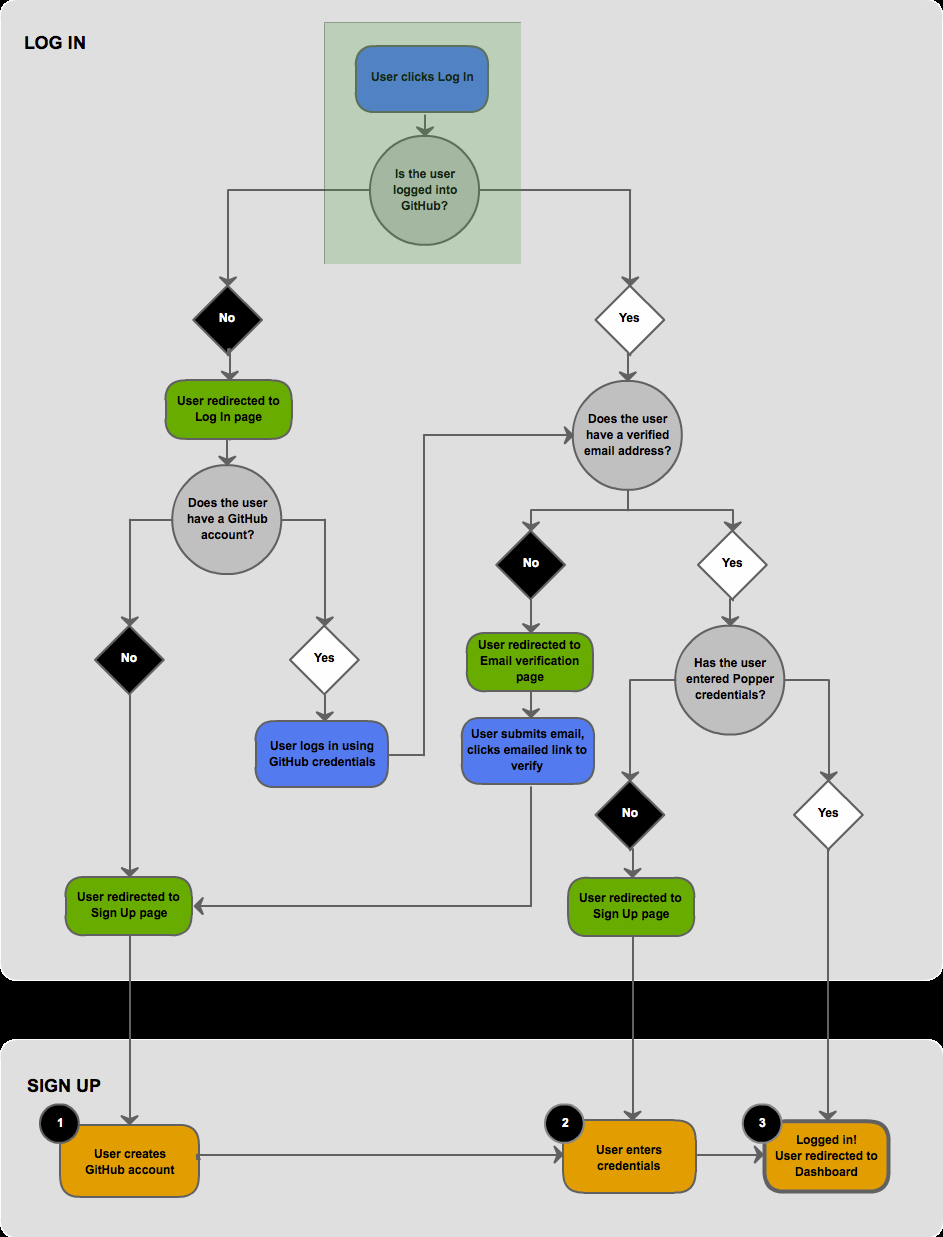 LOG IN
User clicks Log In
Is the user
logged into
GitHub?
No
Yes
User redirected to
Log In page
Does the user
have a verified
email address?
Does the user
have a GitHub
account?
No
Yes
No
Yes
User redirected to
Email verification
page
Has the user
entered Popper
credentials?
User logs in using
GitHub credentials
User submits email,
clicks emailed link to
verify
No
Yes
User redirected to
Sign Up page
User redirected to
Sign Up page
SIGN UP
1
User creates
GitHub account
2
User enters
credentials
3
Logged in!
User redirected to
Dashboard